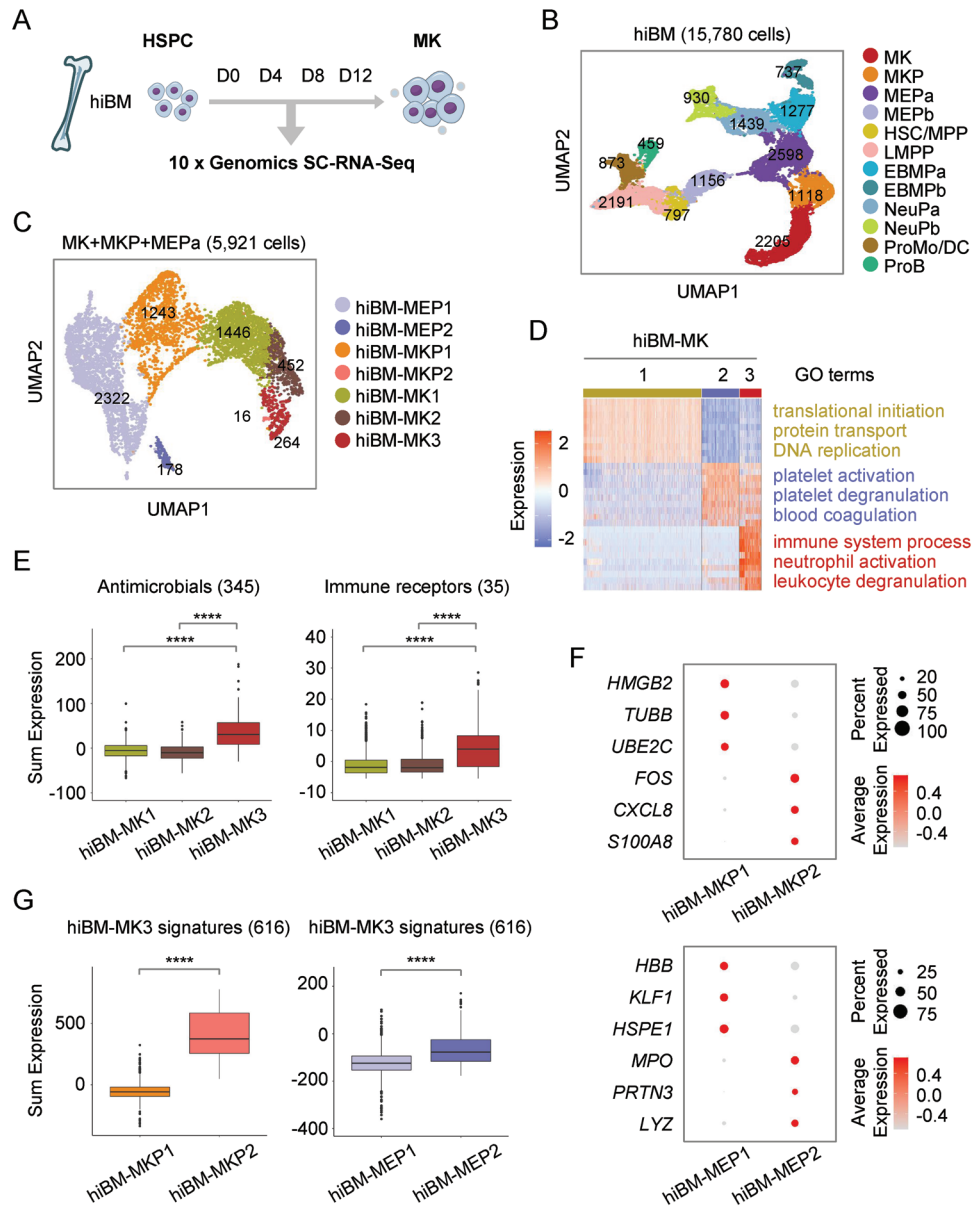 A
HSPC
MK
D0 D4 D8 D12
hiBM
10 x Genomics SC-RNA-Seq
B
hiBM (15,780 cells)
737
930
1439
1277
459
2598
873
1156
2191
797
1118
2205
UMAP2
UMAP1
MK
MKP
MEPa
MEPb
HSC/MPP
LMPP
EBMPa
EBMPb
NeuPa
NeuPb
ProMo/DC
ProB
C
MK+MKP+MEPa (5,921 cells)
1243
1446
452
2322
16
264
178
UMAP2
UMAP1
hiBM-MEP1
hiBM-MEP2
hiBM-MKP1
hiBM-MKP2
hiBM-MK1
hiBM-MK2
hiBM-MK3
D
hiBM-MK
1 2 3
GO terms
Expression
2
0
-2
translational initiation
protein transport
DNA replication
platelet activation
platelet degranulation
blood coagulation
immune system process
neutrophil activation
leukocyte degranulation
E
Antimicrobials (345)
****
****
Sum Expression
200
100
0
-100
hiBM-MK1
hiBM-MK2
hiBM-MK3
Immune receptors (35)
****
****
40
30
20
10
0
-10
hiBM-MK1
hiBM-MK2
hiBM-MK3
F
HMGB2
TUBB
UBE2C
FOS
CXCL8
S100A8
hiBM-MKP1
hiBM-MKP2
Percent
Expressed
20
50
75
100
Average
Expression
0.4
0.0
-0.4
HBB
KLF1
HSPE1
MPO
PRTN3
LYZ
hiBM-MEP1
hiBM-MEP2
Percent
Expressed
25
50
75
Average
Expression
0.4
0.0
-0.4
G
hiBM-MK3 signatures (616)
****
Sum Expression
500
0
hiBM-MKP1
hiBM-MKP2
hiBM-MK3 signatures (616)
****
200
0
-200
-400
hiBM-MEP1
hiBM-MEP2